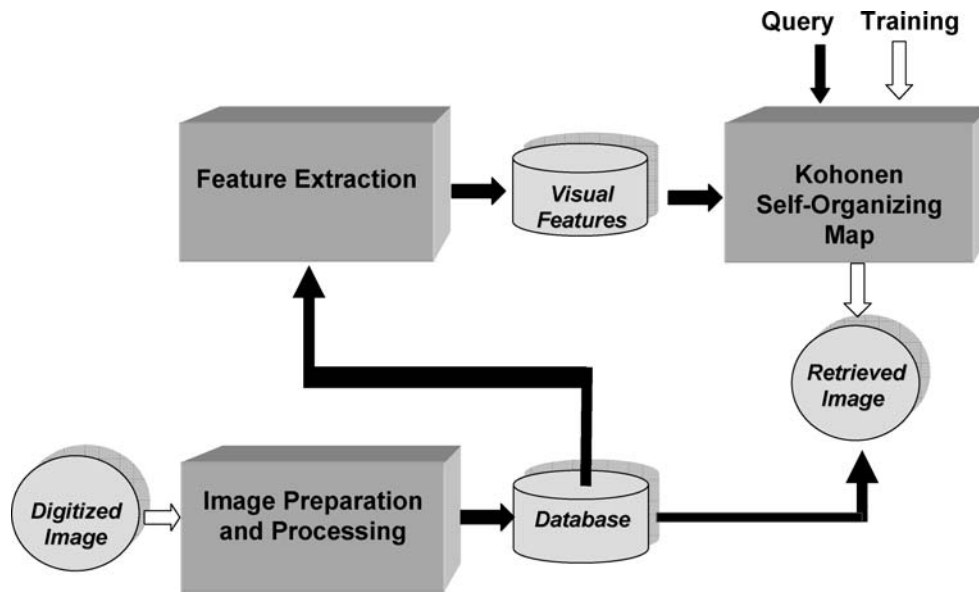 Query Training
Feature Extraction
Visual
Features
Kohonen
Self-Organizing
Map
Retrieved
Image
Digitized
Image
Image Preparation
and Processing
Database